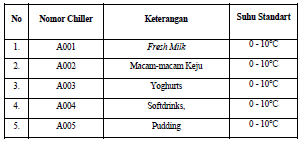 No Nomor Chiller Keterangan Suhu Standart
1. A001 Fresh Milk 0 - 10°C
2. A002 Macam-macam Keju 0 - 10°C
3. A003 Yoghurts 0 - 10°C
4. A004 Softdrinks, 0 - 10°C
5. A005 Pudding 0 - 10°C